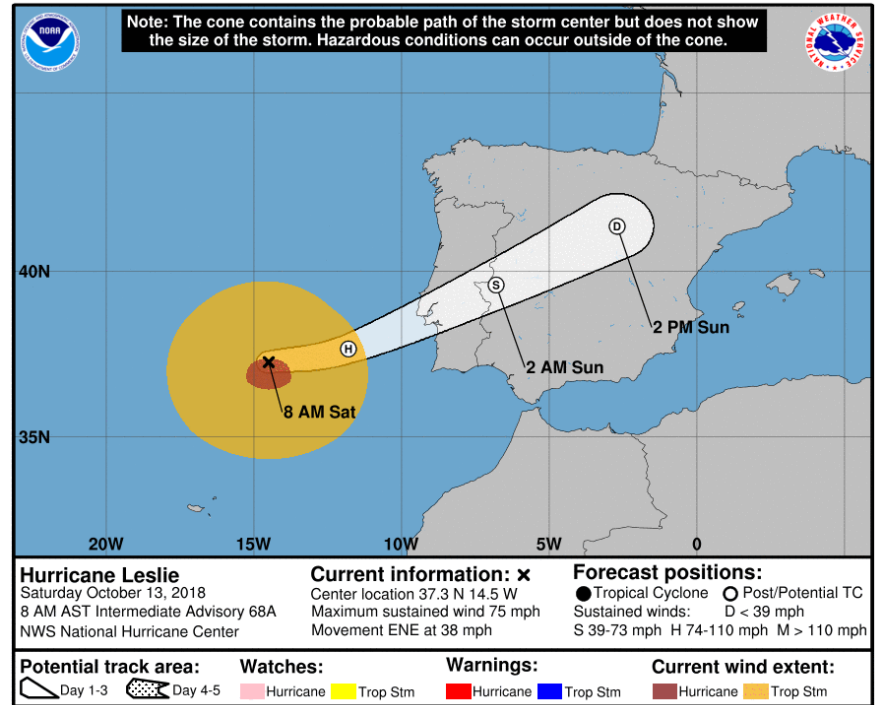 Note: The cone contains the probable path of the storm center but does not show
the size of the storm. Hazardous conditions can occur outside of the cone.
NOAA
NATIONAL WEATHER
SERVICE
40N
35N
20W
15W
10W
5W
0
H
S
D
8 AM Sat
2 AM Sun
2 PM Sun
Hurricane Leslie
Saturday October 13, 2018
8 AM AST Intermediate Advisory 68A
NWS National Hurricane Center
Current information: x
Center location 37.3 N 14.5 W
Maximum sustained wind 75 mph
Movement ENE at 38 mph
Forecast positions:
Tropical Cyclone Post/Potential TC
Sustained winds: D < 39 mph
S 39-73 mph H 74-110 mph M > 110 mph
Potential track area:
Day 1-3 Day 4-5
Watches:
Hurricane Trop Stm
Warnings:
Hurricane Trop Stm
Current wind extent:
Hurricane Trop Stm